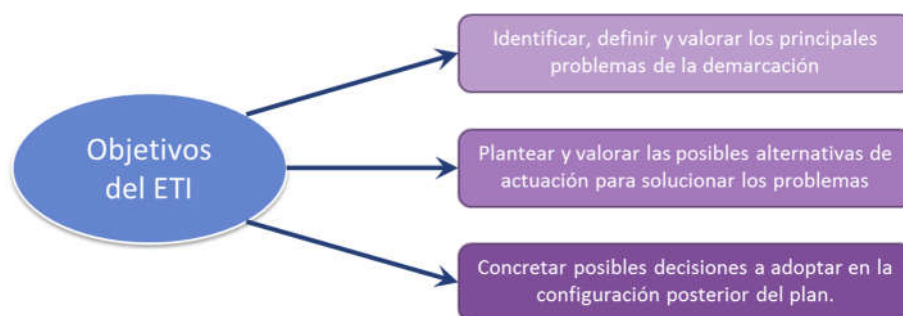 Objetivos
del ETI
Identificar, definir y valorar los principales
problemas de la demarcación
Plantear y valorar las posibles alternativas de
actuación para solucionar los problemas
Concretar posibles decisiones a adoptar en la
configuración posterior del plan.